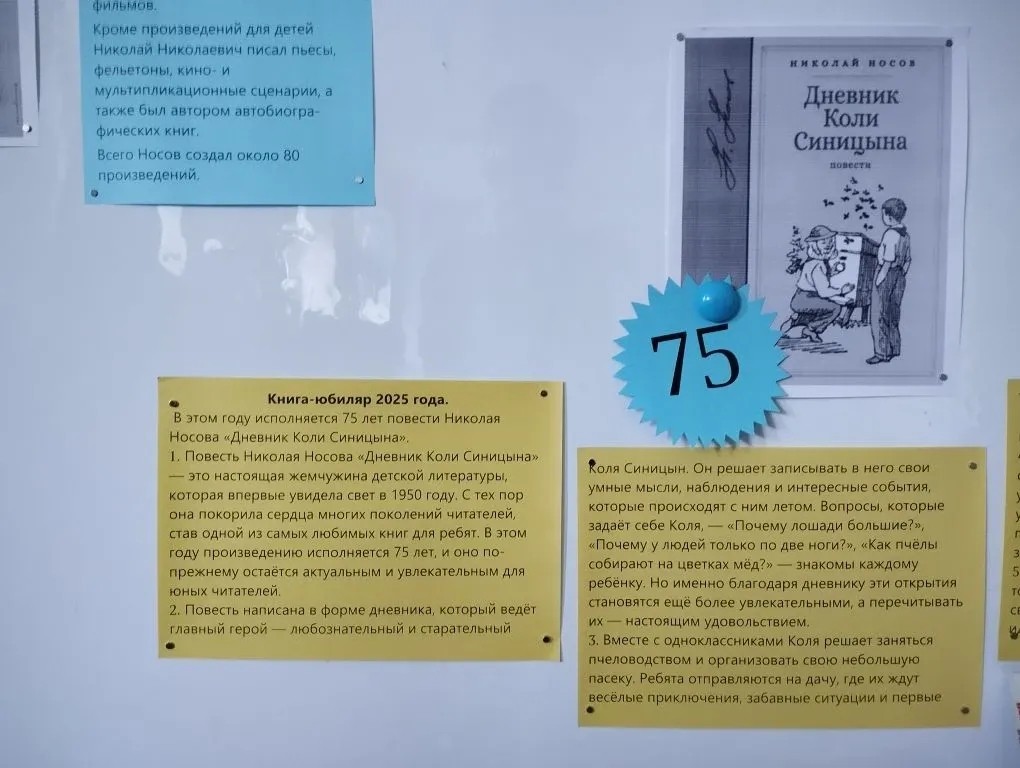 фильмов.
Кроме произведений для детей
Николай Николаевич писал пьесы,
фельетоны, кино- и
мультипликационные сценарии, а
также был автором автобиогра-
фических книг.
Всего Носов создал около 80
произведений.
НИКОЛАЙ НОСОВ
Дневник
Коли
Синицына
повести
75
Книга-юбиляр 2025 года.
В этом году исполняется 75 лет повести Николая
Носова «Дневник Коли Синицына».
1. Повесть Николая Носова «Дневник Коли Синицына»
— это настоящая жемчужина детской литературы,
которая впервые увидела свет в 1950 году. С тех пор
она покорила сердца многих поколений читателей,
став одной из самых любимых книг для ребят. В этом
году произведению исполняется 75 лет, и оно по-
прежнему остаётся актуальным и увлекательным для
юных читателей.
2. Повесть написана в форме дневника, который ведёт
главный герой — любознательный и старательный
Коля Синицын. Он решает записывать в него свои
умные мысли, наблюдения и интересные события,
которые происходят с ним летом. Вопросы, которые
задаёт себе Коля, — «Почему лошади большие?»,
«Почему у людей только по две ноги?», «Как пчёлы
собирают на цветках мёд?» — знакомы каждому
ребёнку. Но именно благодаря дневнику эти открытия
становятся ещё более увлекательными, а перечитывать
их — настоящим удовольствием.
3. Вместе с одноклассниками Коля решает заняться
пчеловодством и организовать свою небольшую
пасеку. Ребята отправляются на дачу, где их ждут
весёлые приключения, забавные ситуации и первые